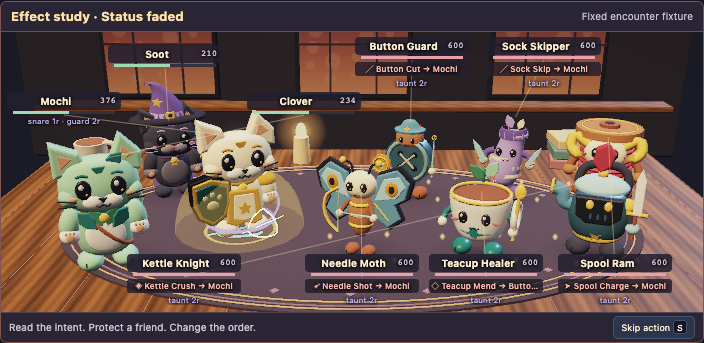 Effect study · Status faded
Fixed encounter fixture
Soot 210
Button Guard 600
Button Cut → Mochi
taunt 2r
Sock Skipper 600
Sock Skip → Mochi
taunt 2r
Mochi 376
snare 1r · guard 2r
Clover 234
Kettle Knight 600
Kettle Crush → Mochi
taunt 2r
Needle Moth 600
Needle Shot → Mochi
taunt 2r
Teacup Healer 600
Teacup Mend → Butto...
taunt 2r
Spool Ram 600
Spool Charge → Mochi
taunt 2r
Read the intent. Protect a friend. Change the order.
Skip action S